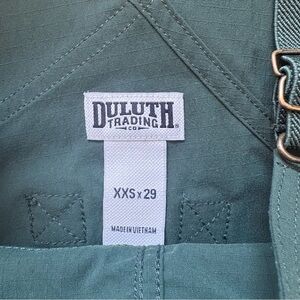 DULUTH
TRADING
CO
XXS x 29
MADE IN VIETNAM